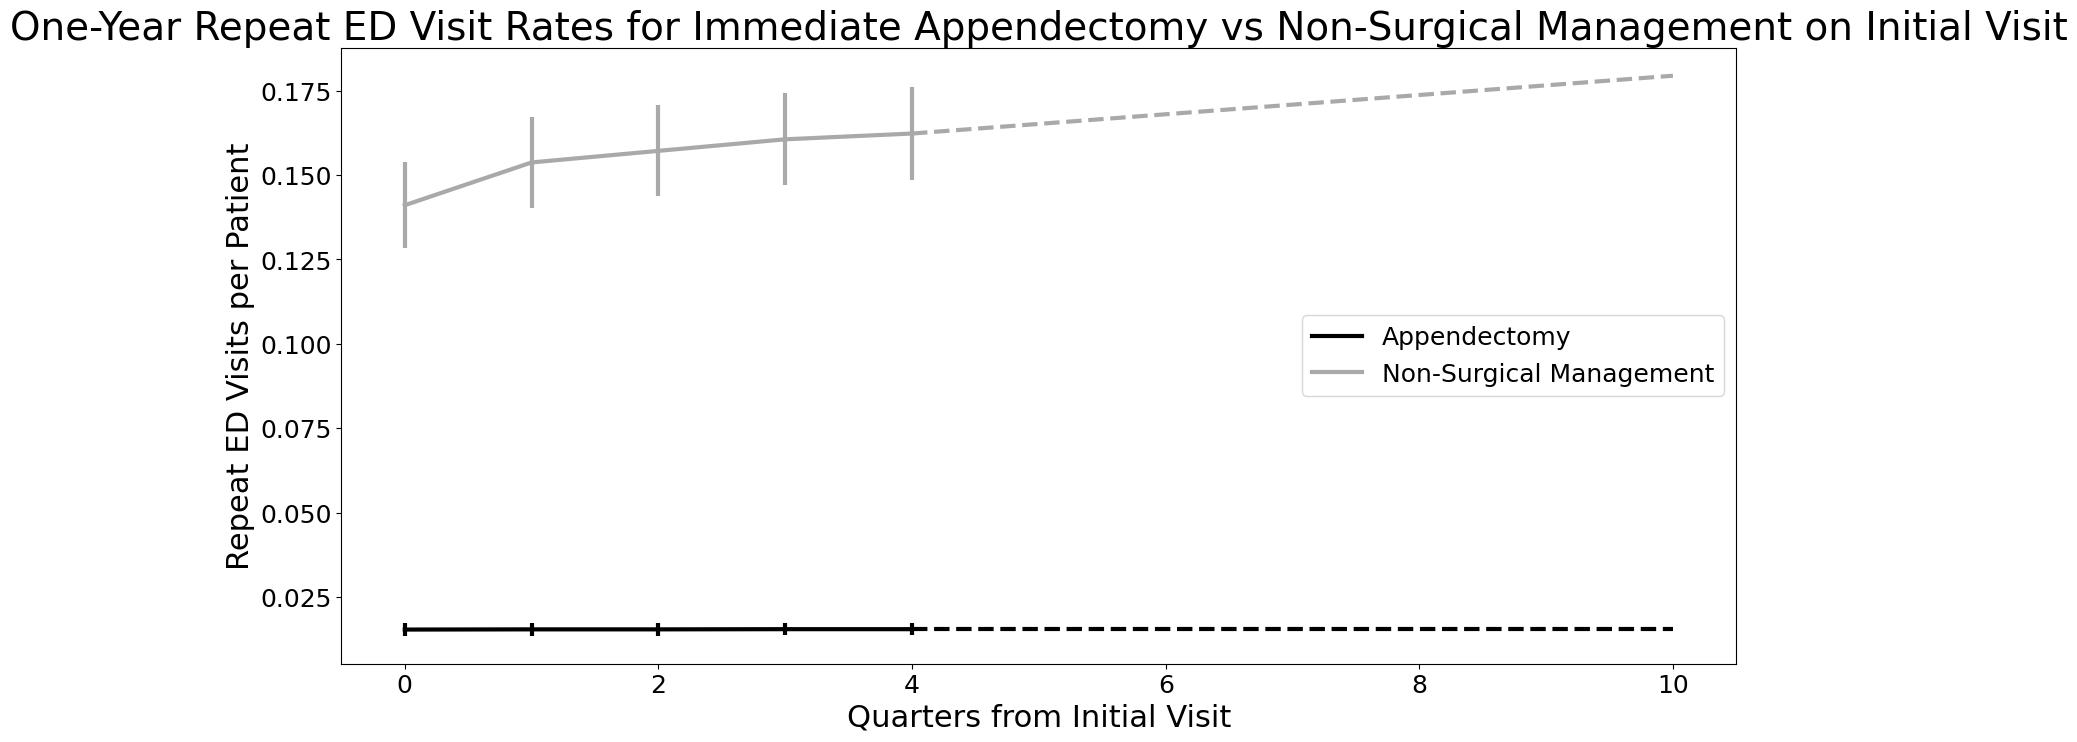 One-Year Repeat ED Visit Rates for Immediate Appendectomy vs Non-Surgical Management on Initial Visit
Repeat ED Visits per Patient
0.175
0.150
0.125
0.100
0.075
0.050
0.025
Appendectomy
Non-Surgical Management
0 2 4 6 8 10
Quarters from Initial Visit